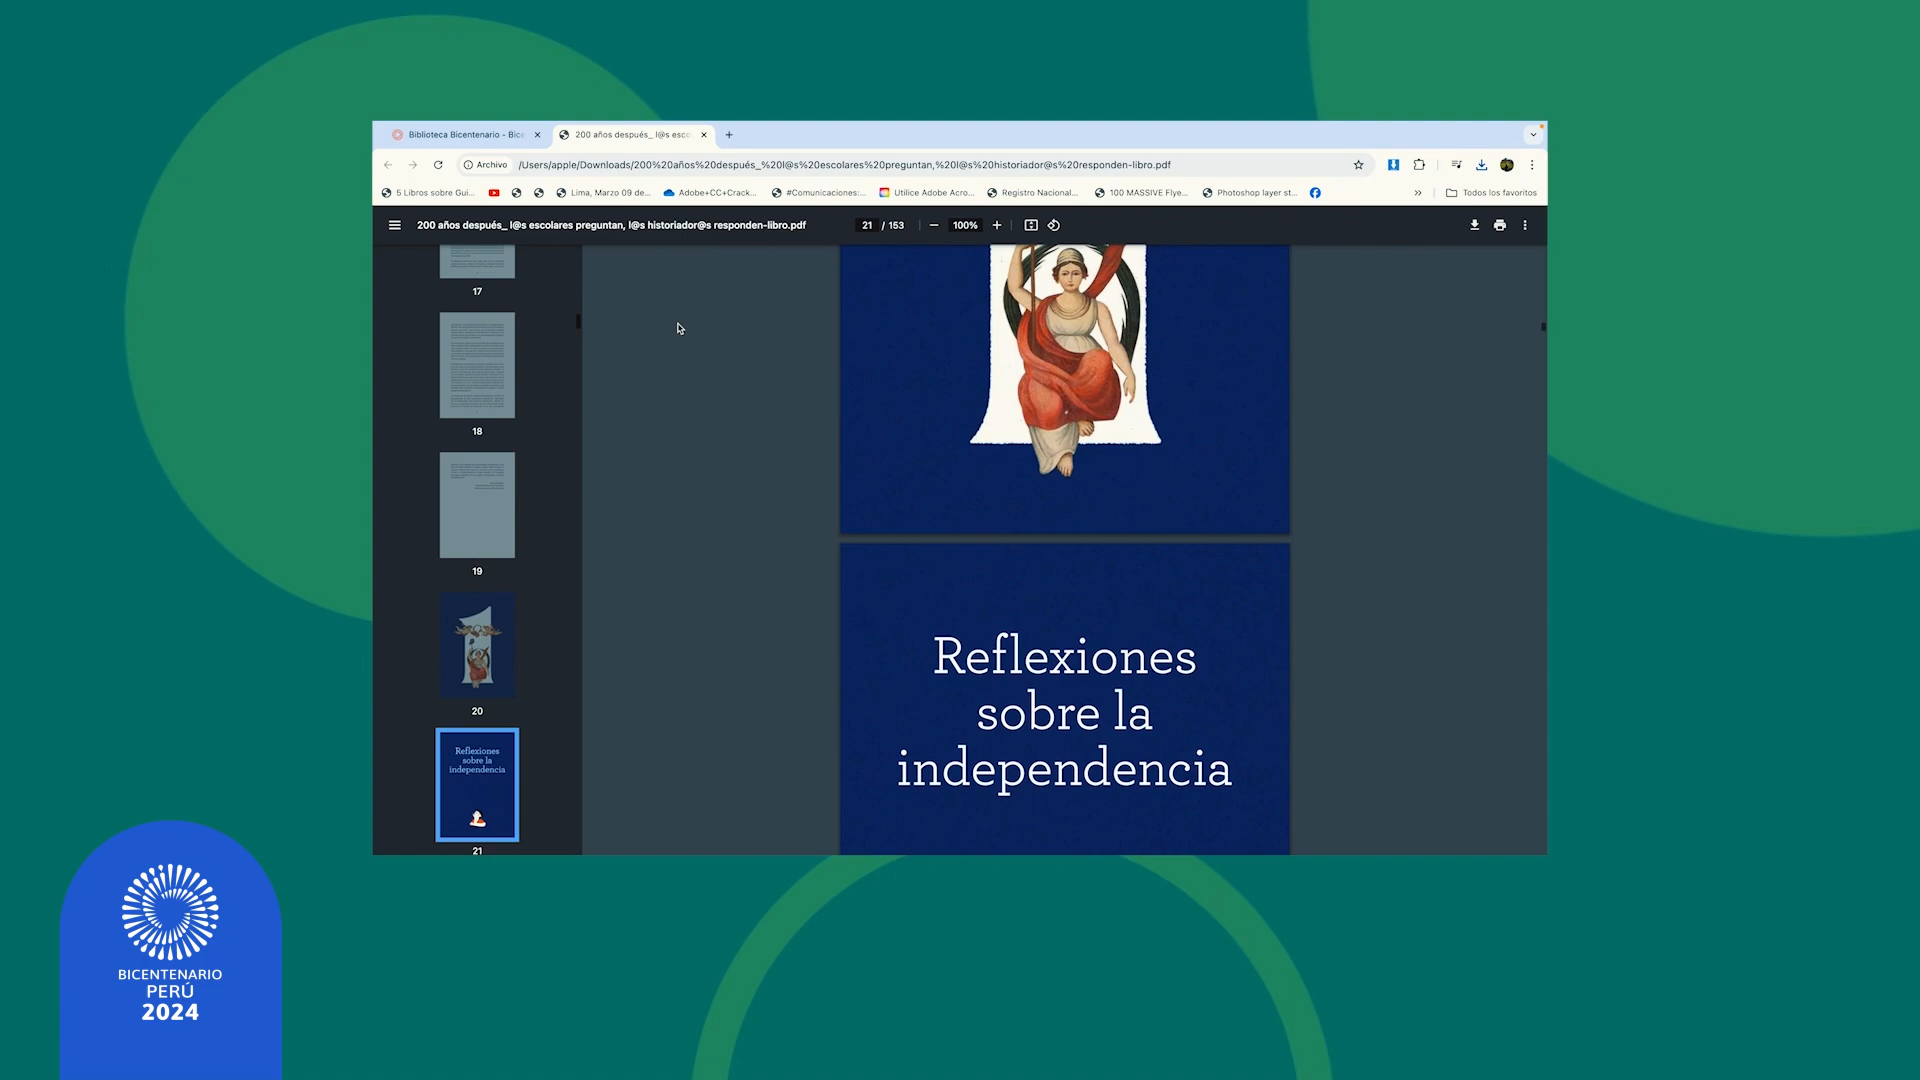 Biblioteca Bicentenario - Bice
200 años después_ l@s esco
Archivo
/Users/apple/Downloads/200%20años%20después_%20l@s%20escolares%20preguntan,%20l@s%20historiador@s%20responden-libro.pdf
5 Libros sobre Gui...
Lima, Marzo 09 de...
Adobe+CC+Crack...
#Comunicaciones:...
Utilice Adobe Acro...
Registro Nacional...
100 MASSIVE Flye...
Photoshop layer st...
Todos los favoritos
200 años después_ l@s escolares preguntan, l@s historiador@s responden-libro.pdf
21 / 153
100%
17
18
19
20
Reflexiones
sobre la
independencia
21
Reflexiones
sobre la
independencia
BICENTENARIO
PERÚ
2024